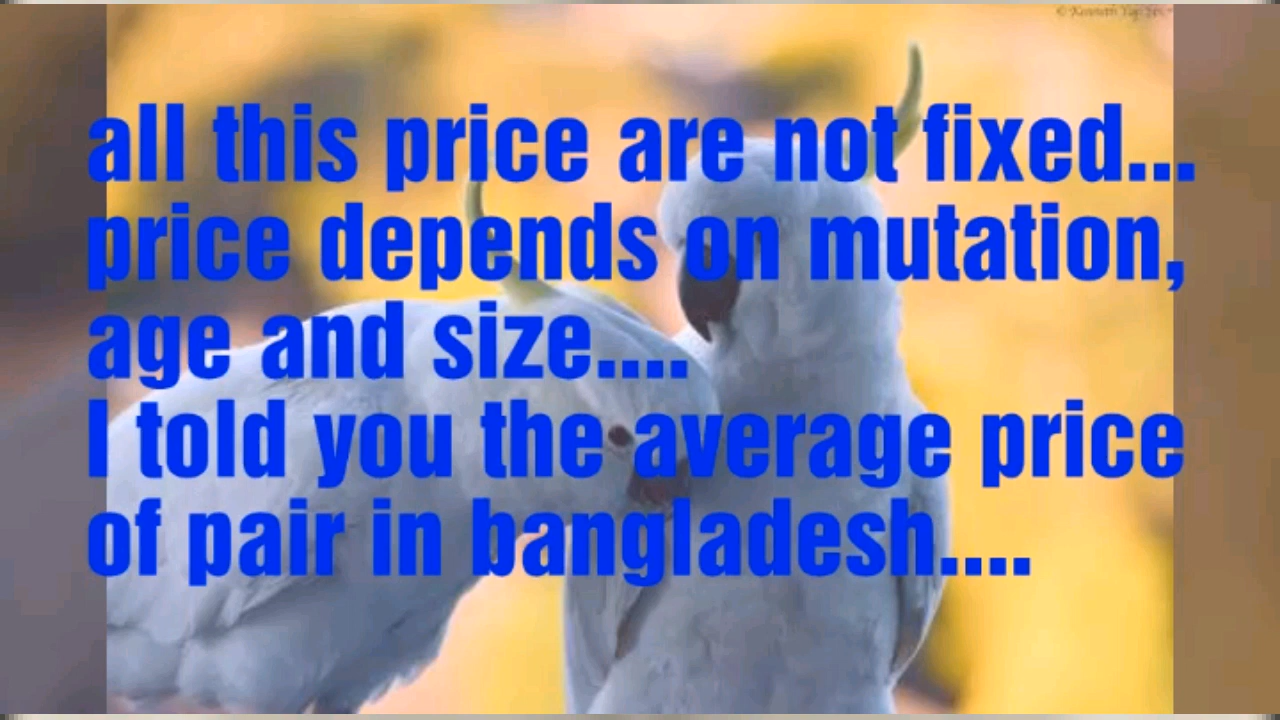 all this price are not fixed...
price depends on mutation,
age and size....
I told you the average price
of pair in bangladesh....